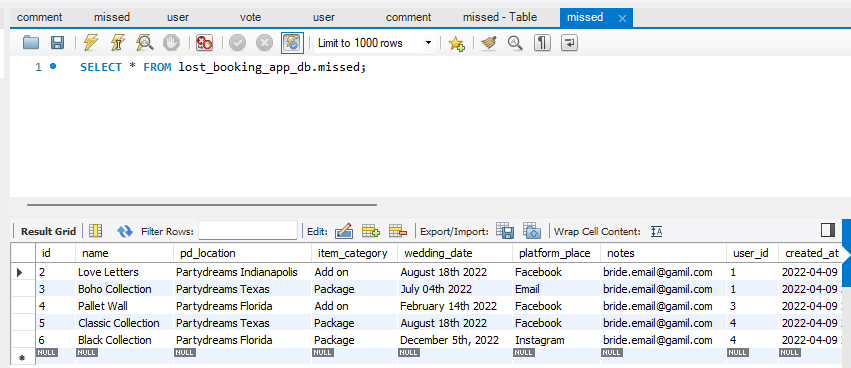 comment missed user vote user comment missed - Table missed
Limit to 1000 rows
1 SELECT * FROM lost_booking_app_db.missed;
Result Grid Filter Rows: Edit: Export/Import: Wrap Cell Content:
id name pd_location item_category wedding_date platform_place notes user_id created_at
2 Love Letters Partydreams Indianapolis Add on August 18th 2022 Facebook bride.email@gamil.com 1 2022-04-09
3 Boho Collection Partydreams Texas Package July 04th 2022 Email bride.email@gamil.com 1 2022-04-09
4 Pallet Wall Partydreams Florida Add on February 14th 2022 Facebook bride.email@gamil.com 3 2022-04-09
5 Classic Collection Partydreams Texas Package August 18th 2022 Facebook bride.email@gamil.com 4 2022-04-09
6 Black Collection Partydreams Florida Package December 5th, 2022 Instagram bride.email@gamil.com 4 2022-04-09
NULL NULL NULL NULL NULL NULL NULL NULL NULL